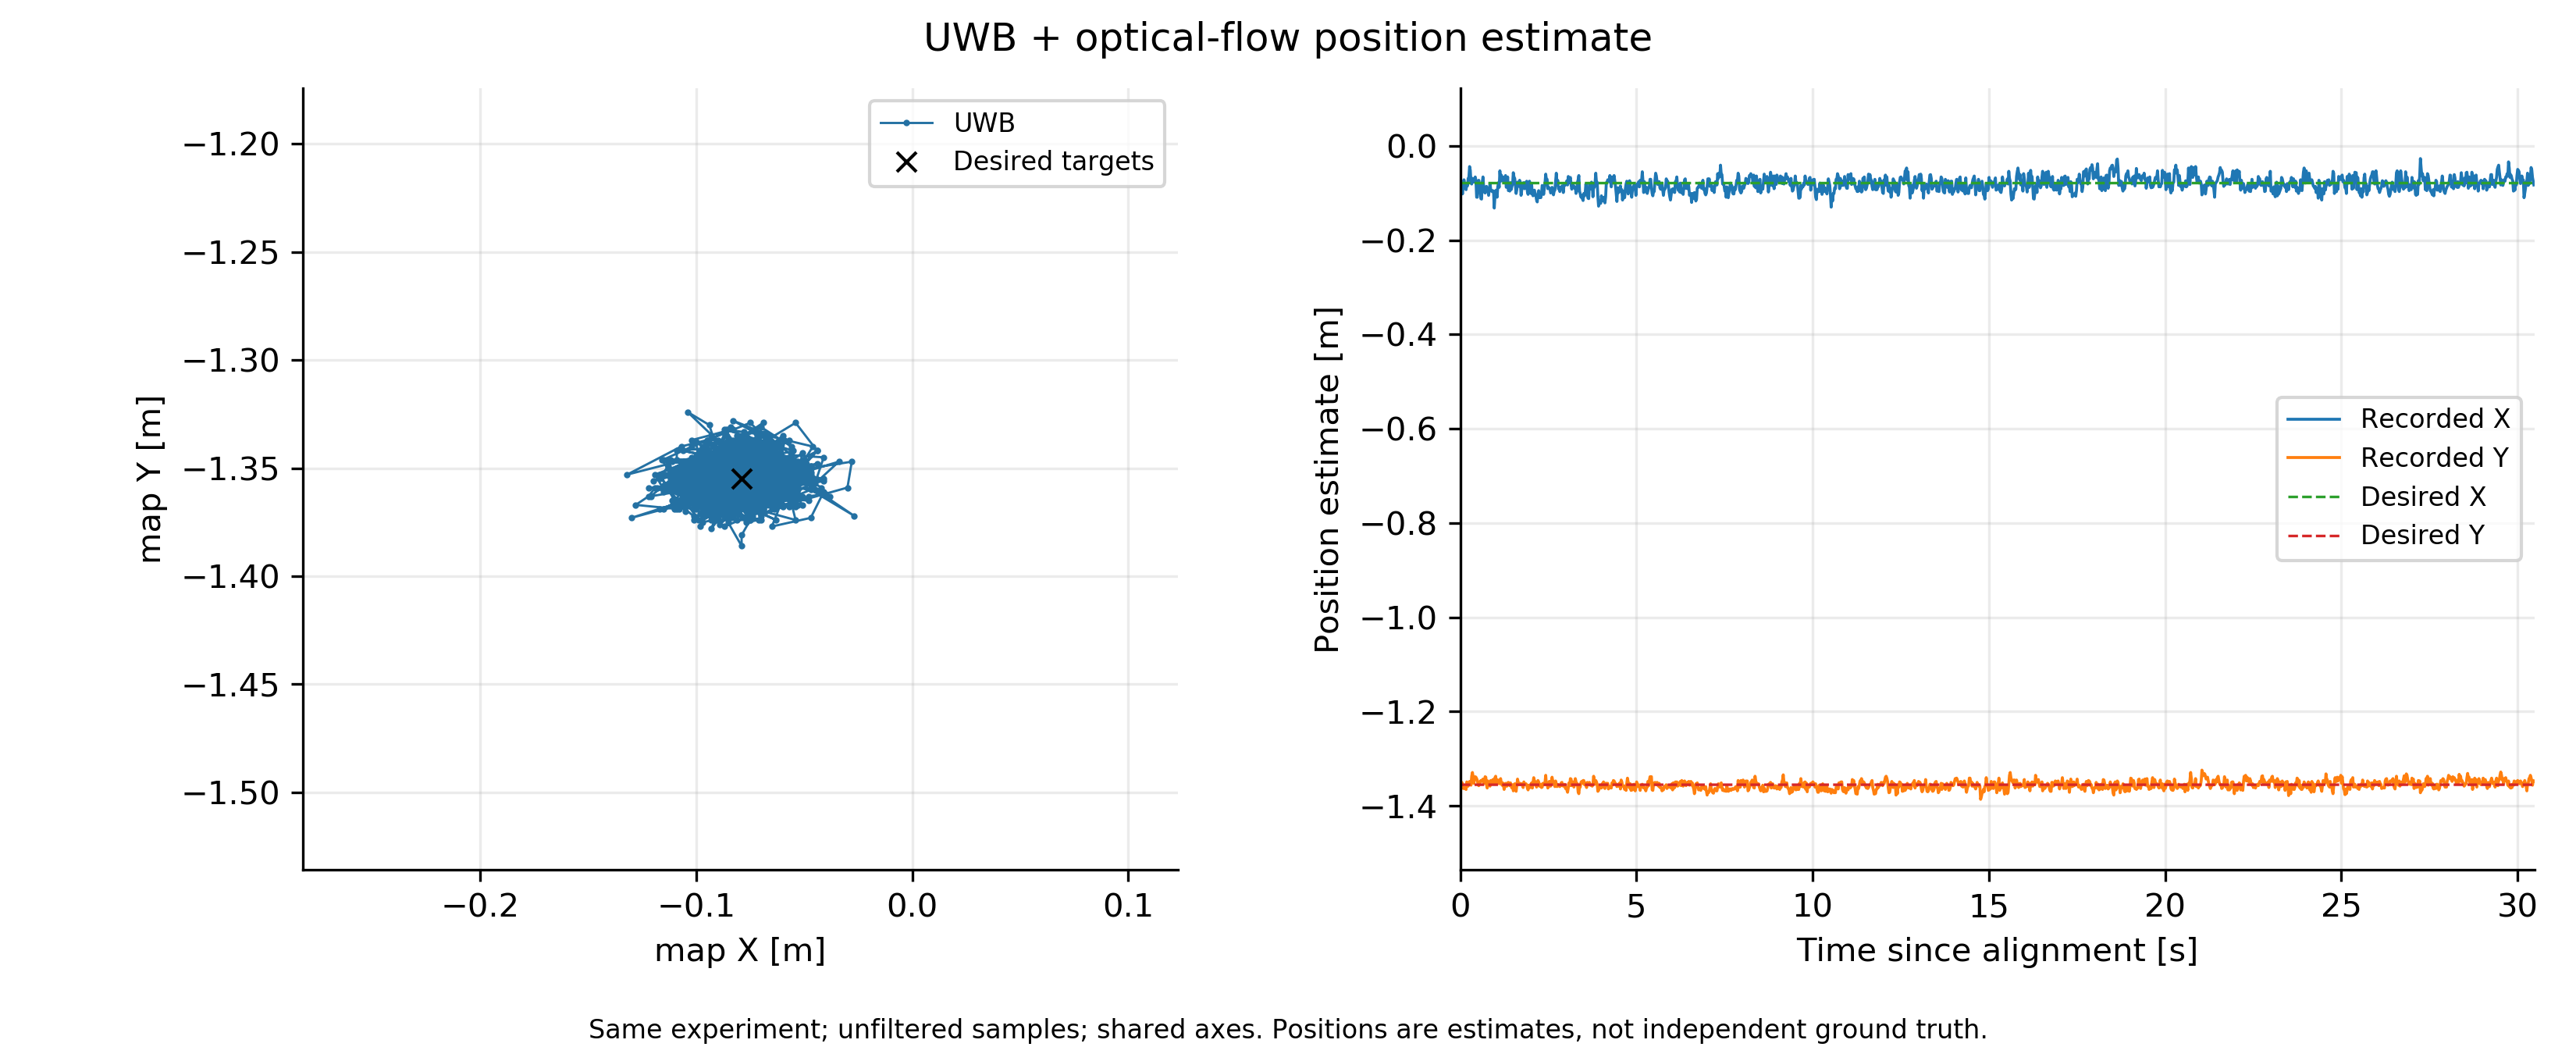 UWB + optical-flow position estimate
−1.20
−1.25
−1.30
−1.35
−1.40
−1.45
−1.50
map Y [m]
−0.2
−0.1
0.0
0.1
map X [m]
UWB
Desired targets
0.0
−0.2
−0.4
−0.6
−0.8
−1.0
−1.2
−1.4
Position estimate [m]
0
5
10
15
20
25
30
Time since alignment [s]
Recorded X
Recorded Y
Desired X
Desired Y
Same experiment; unfiltered samples; shared axes. Positions are estimates, not independent ground truth.